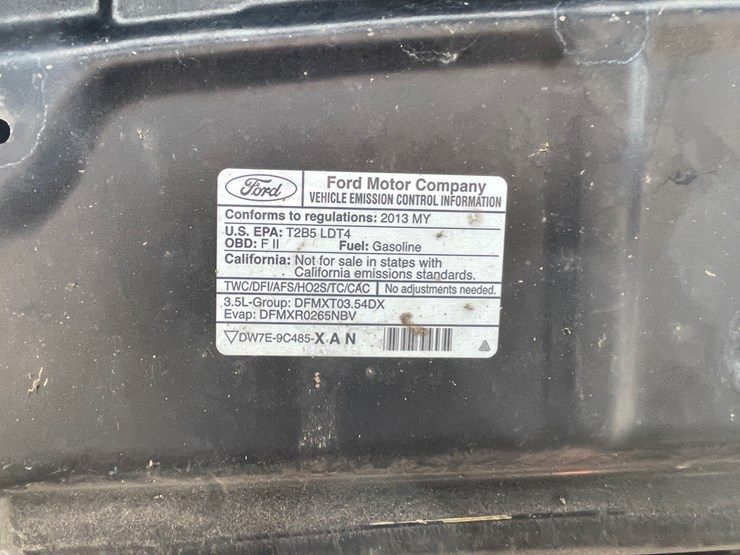 Ford
Ford Motor Company
VEHICLE EMISSION CONTROL INFORMATION
Conforms to regulations: 2013 MY
U.S. EPA: T2B5 LDT4
OBD: F II Fuel: Gasoline
California: Not for sale in states with
California emissions standards.
TWC/DFI/AFS/HO2S/TC/CAC No adjustments needed.
3.5L-Group: DFMXT03.54DX
Evap: DFMXR0265NBV
DW7E-9C485-XAN